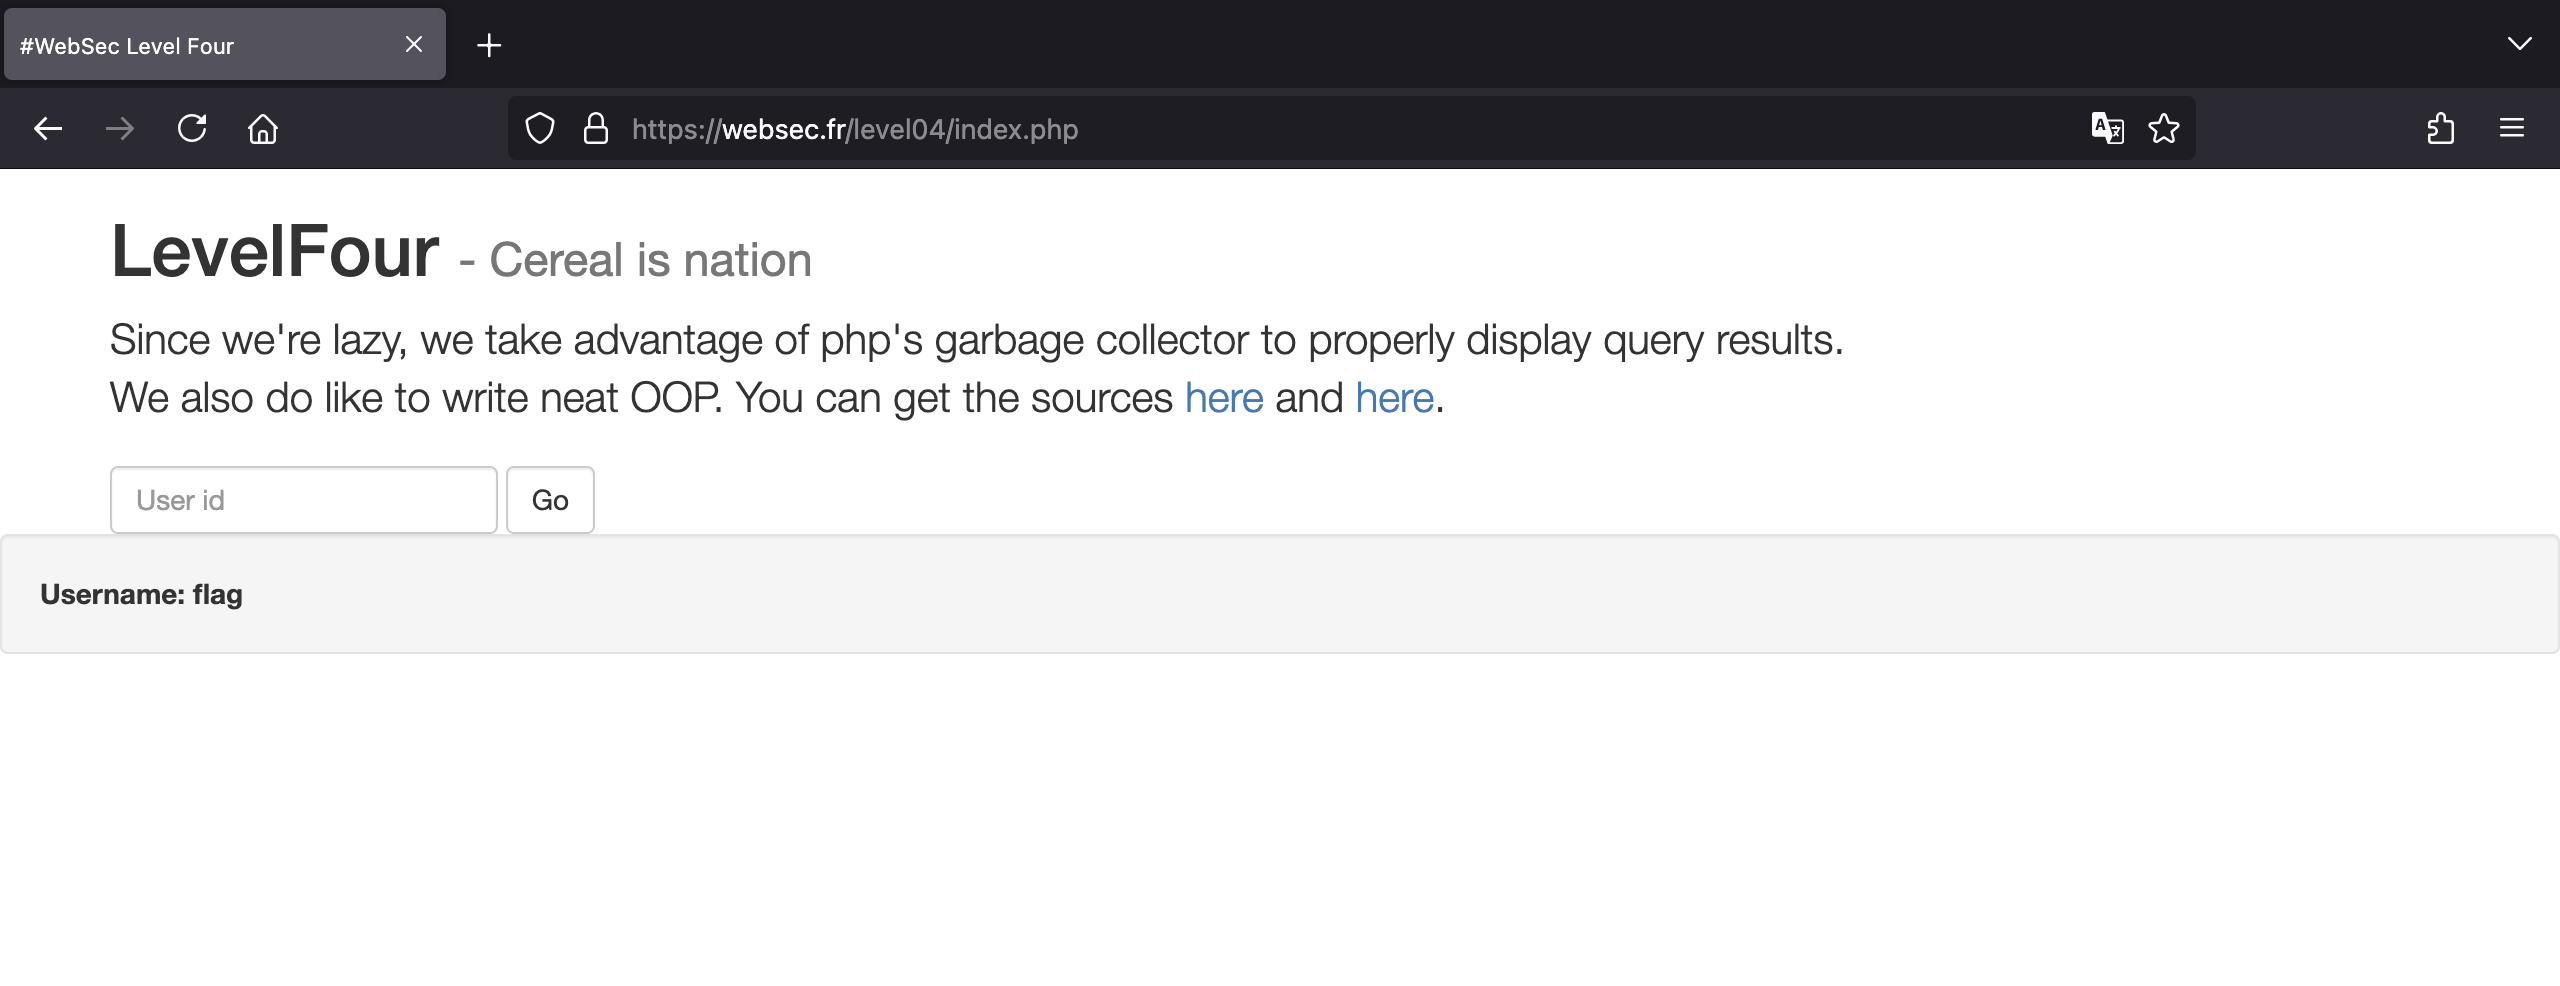 #WebSec Level Four
https://websec.fr/level04/index.php
LevelFour - Cereal is nation
Since we're lazy, we take advantage of php's garbage collector to properly display query results.
We also do like to write neat OOP. You can get the sources here and here.
User id Go
Username: flag